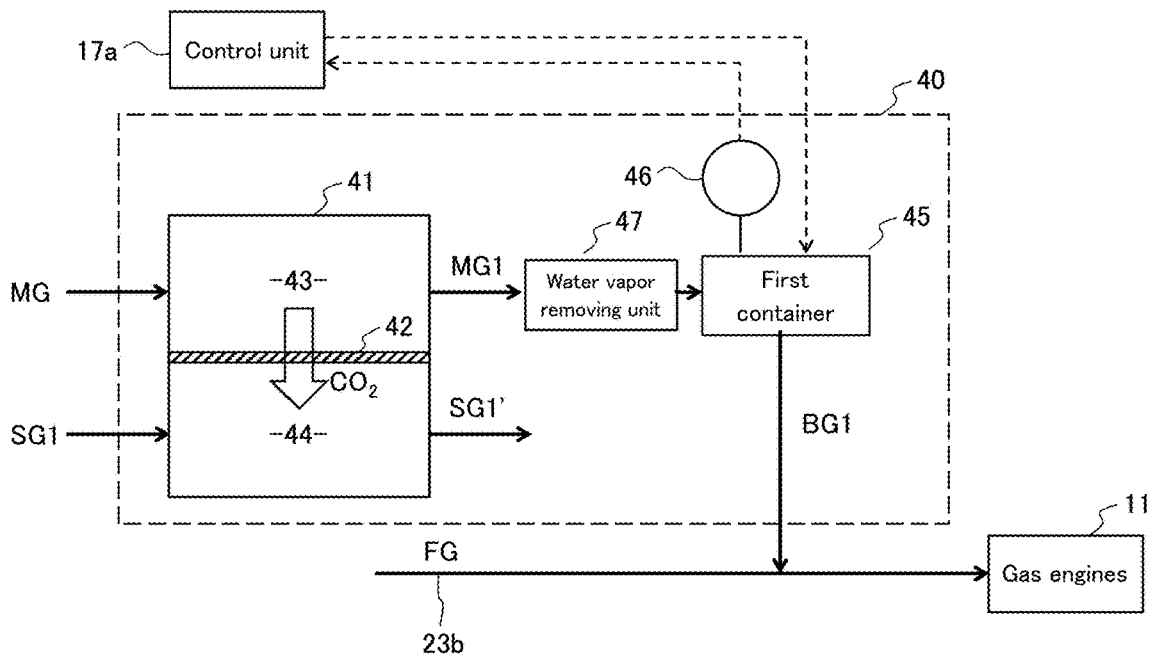 17a
Control unit
40
46
41
47
45
MG
-43-
MG1
Water vapor
removing unit
First
container
42
CO₂
SG1
-44-
SG1'
BG1
FG
23b
11
Gas engines